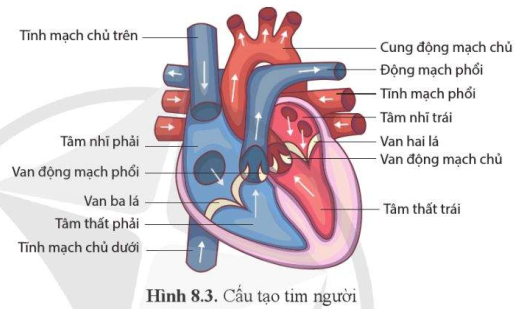 Tĩnh mạch chủ trên
Tâm nhĩ phải
Van động mạch phổi
Van ba lá
Tâm thất phải
Tĩnh mạch chủ dưới
Cung động mạch chủ
Động mạch phổi
Tĩnh mạch phổi
Tâm nhĩ trái
Van hai lá
Van động mạch chủ
Tâm thất trái
Hình 8.3. Cấu tạo tim người